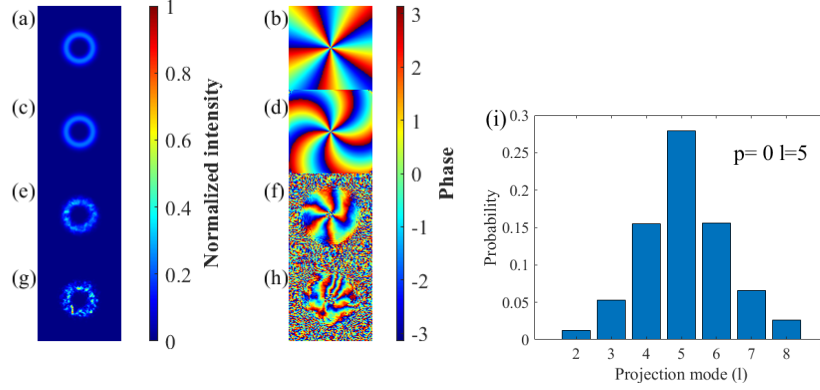 (a)
(c)
(e)
(g)
1
0.8
0.6
0.4
0.2
0
Normalized intensity
(b)
(d)
(f)
(h)
3
2
1
0
-1
-2
-3
Phase
(i)
p= 0 l=5
0.3
0.25
0.2
0.15
0.1
0.05
0
Probability
2 3 4 5 6 7 8
Projection mode (l)